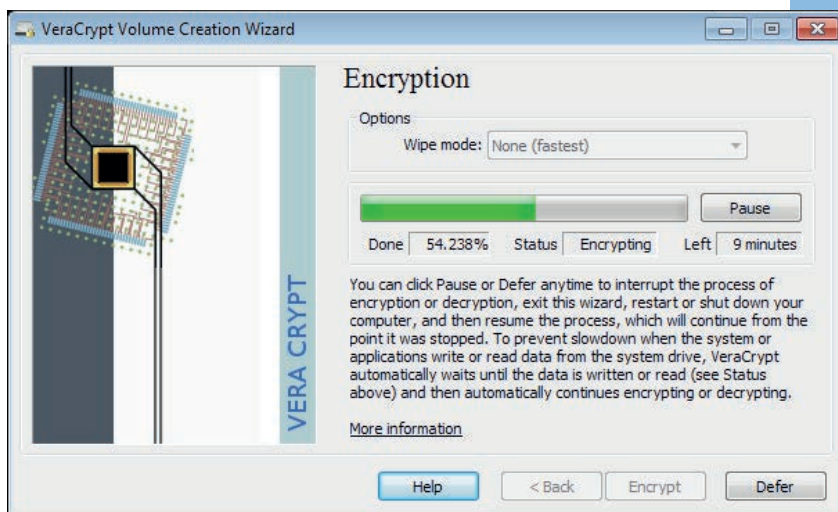 VeraCrypt Volume Creation Wizard
Encryption
Options
Wipe mode: None (fastest)
Pause
Done 54.238% Status Encrypting Left 9 minutes
You can click Pause or Defer anytime to interrupt the process of
encryption or decryption, exit this wizard, restart or shut down your
computer, and then resume the process, which will continue from the
point it was stopped. To prevent slowdown when the system or
applications write or read data from the system drive, VeraCrypt
automatically waits until the data is written or read (see Status
above) and then automatically continues encrypting or decrypting.
More information
VERA CRYPT
Help < Back Encrypt Defer